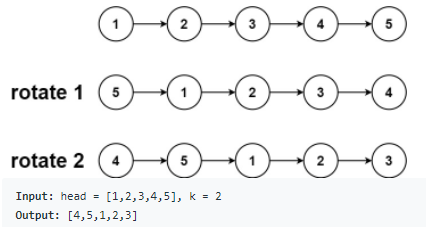 1 2 3 4 5
rotate 1 5 1 2 3 4
rotate 2 4 5 1 2 3
Input: head = [1,2,3,4,5], k = 2
Output: [4,5,1,2,3]